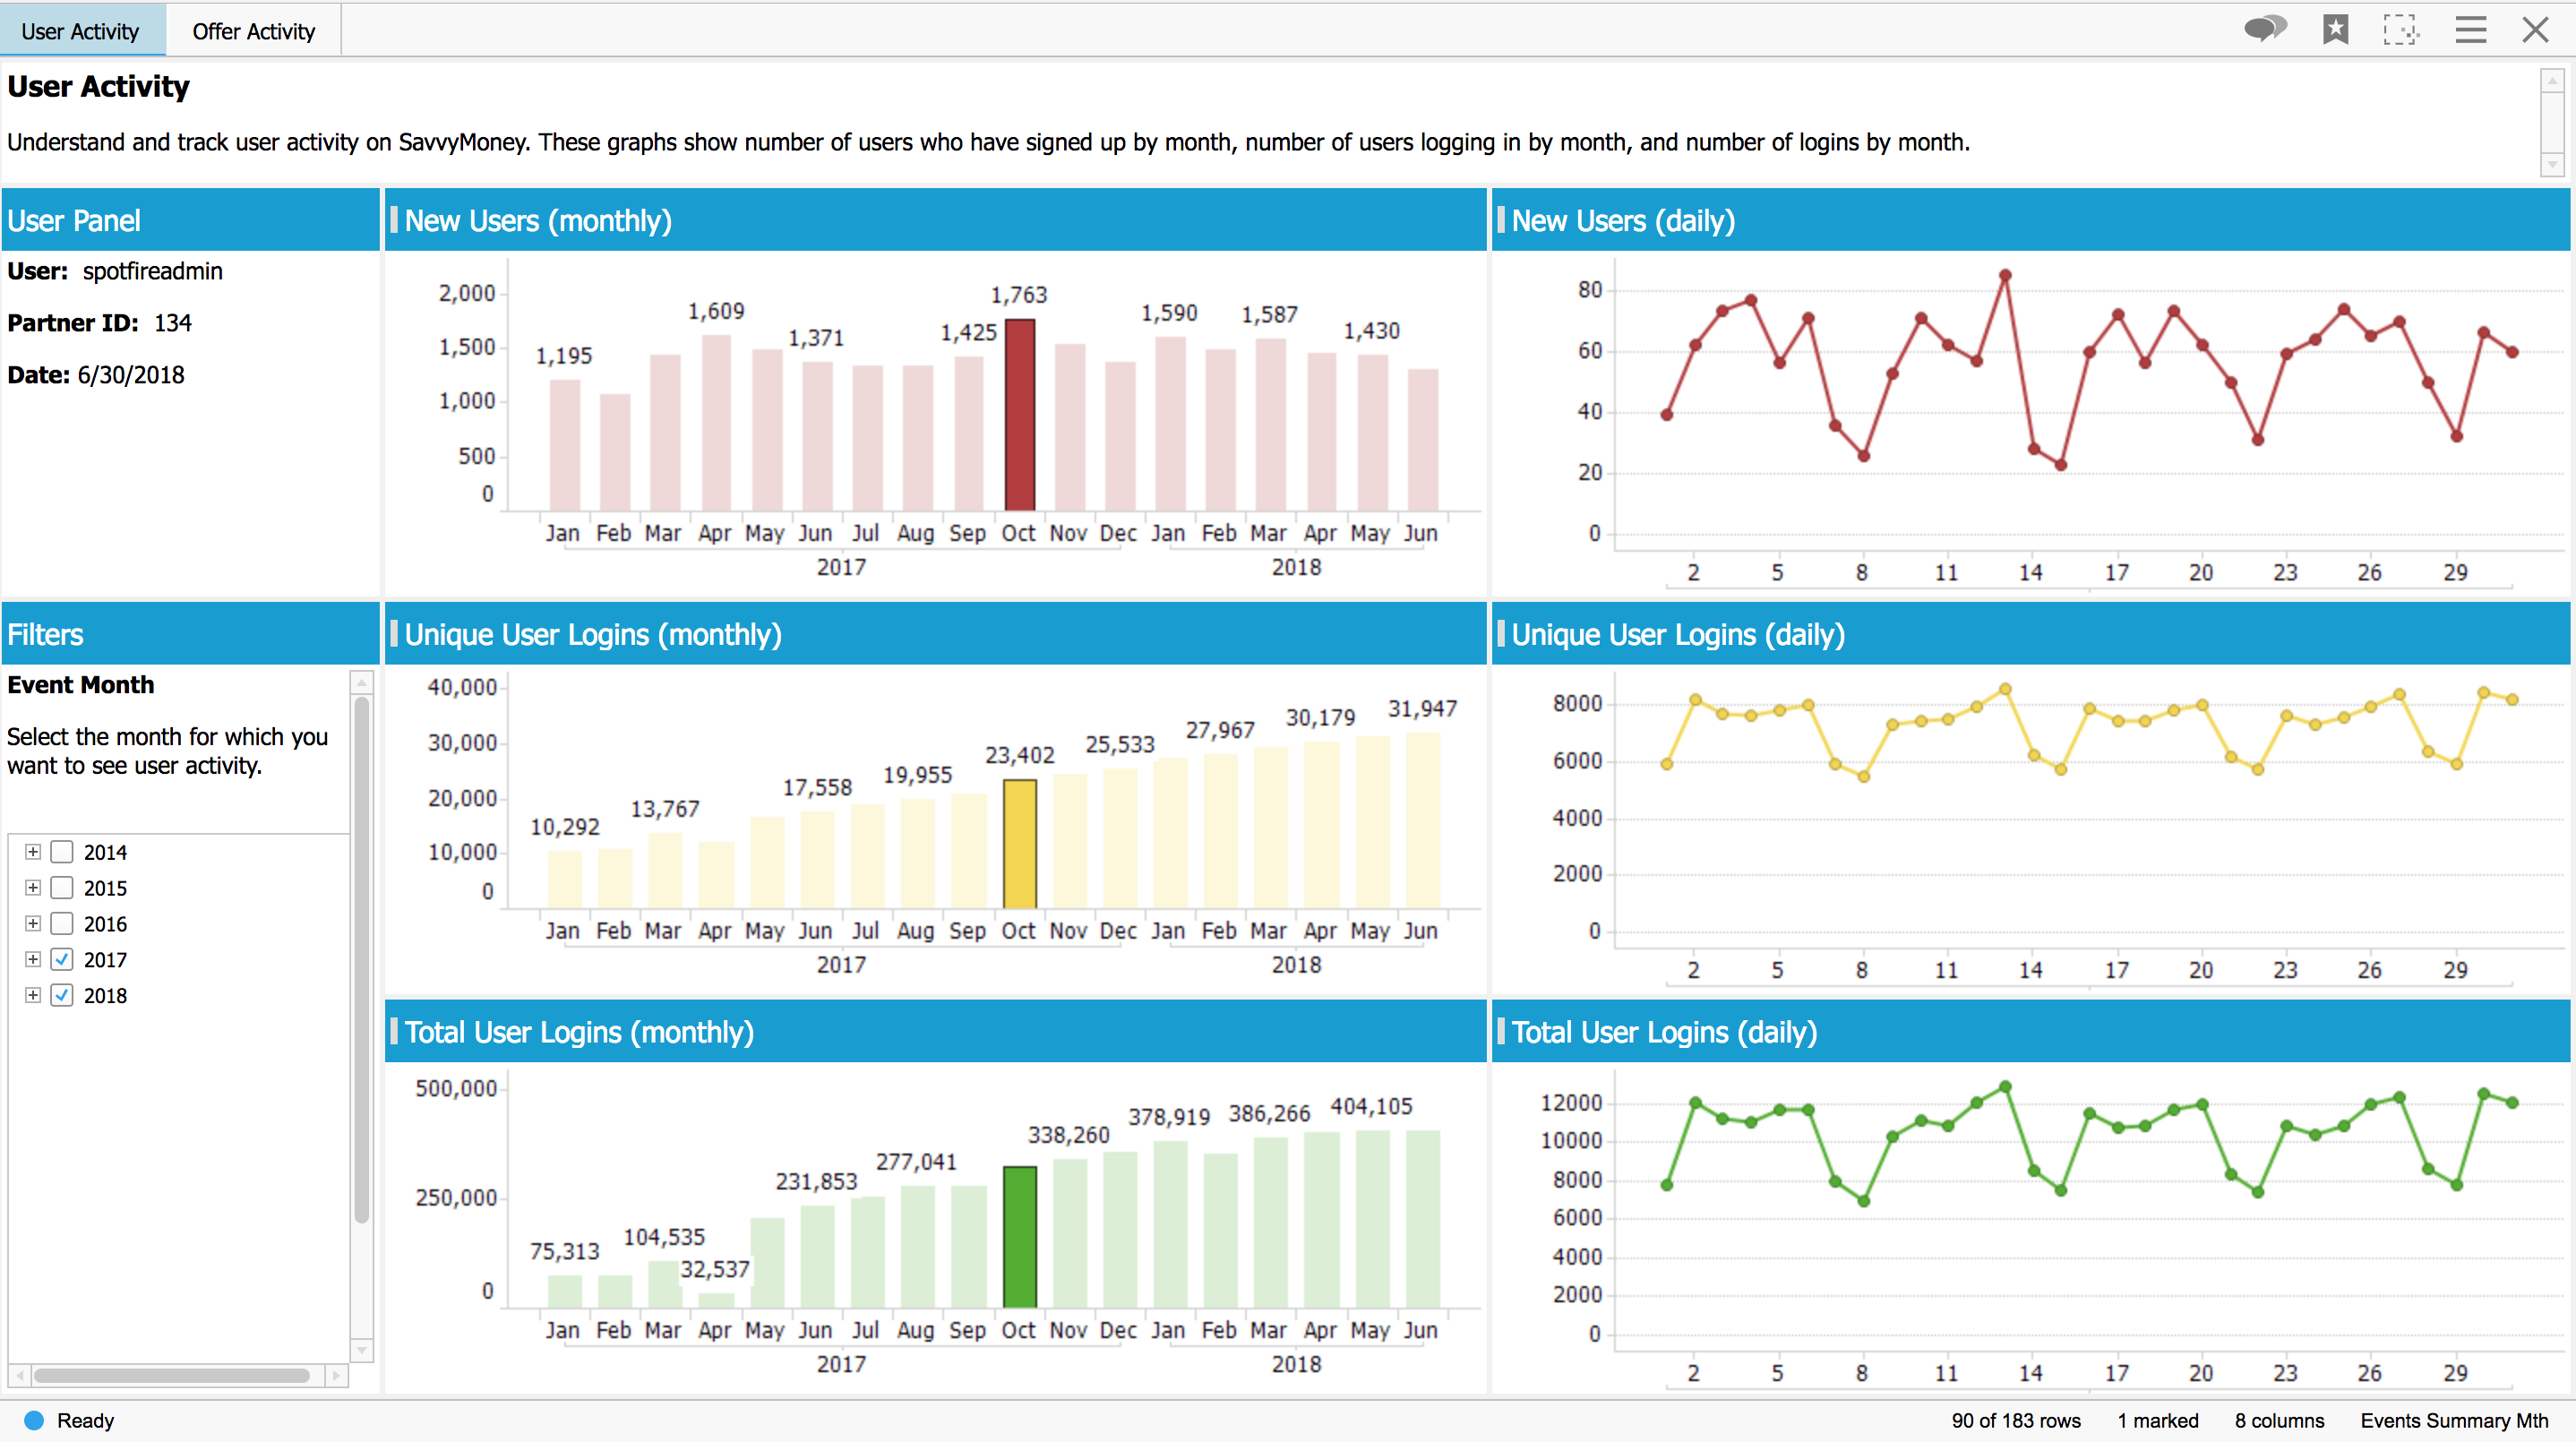 User Activity
Offer Activity
User Activity
Understand and track user activity on SavvyMoney. These graphs show number of users who have signed up by month, number of users logging in by month, and number of logins by month.
User Panel
User: spotfireadmin
Partner ID: 134
Date: 6/30/2018
New Users (monthly)
2,000
1,500
1,000
500
0
1,195
1,609
1,371
1,425
1,763
1,590
1,587
1,430
Jan Feb Mar Apr May Jun Jul Aug Sep Oct Nov Dec Jan Feb Mar Apr May Jun
2017 2018
New Users (daily)
80
60
40
20
0
2 5 8 11 14 17 20 23 26 29
Filters
Event Month
Select the month for which you
want to see user activity.
2014
2015
2016
2017
2018
Unique User Logins (monthly)
40,000
30,000
20,000
10,000
0
10,292
13,767
17,558
19,955
23,402
25,533
27,967
30,179
31,947
Jan Feb Mar Apr May Jun Jul Aug Sep Oct Nov Dec Jan Feb Mar Apr May Jun
2017 2018
Unique User Logins (daily)
8000
6000
4000
2000
0
2 5 8 11 14 17 20 23 26 29
Total User Logins (monthly)
500,000
250,000
0
75,313
104,535
32,537
231,853
277,041
338,260
378,919
386,266
404,105
Jan Feb Mar Apr May Jun Jul Aug Sep Oct Nov Dec Jan Feb Mar Apr May Jun
2017 2018
Total User Logins (daily)
12000
10000
8000
6000
4000
2000
0
2 5 8 11 14 17 20 23 26 29
Ready
90 of 183 rows 1 marked 8 columns Events Summary Mth